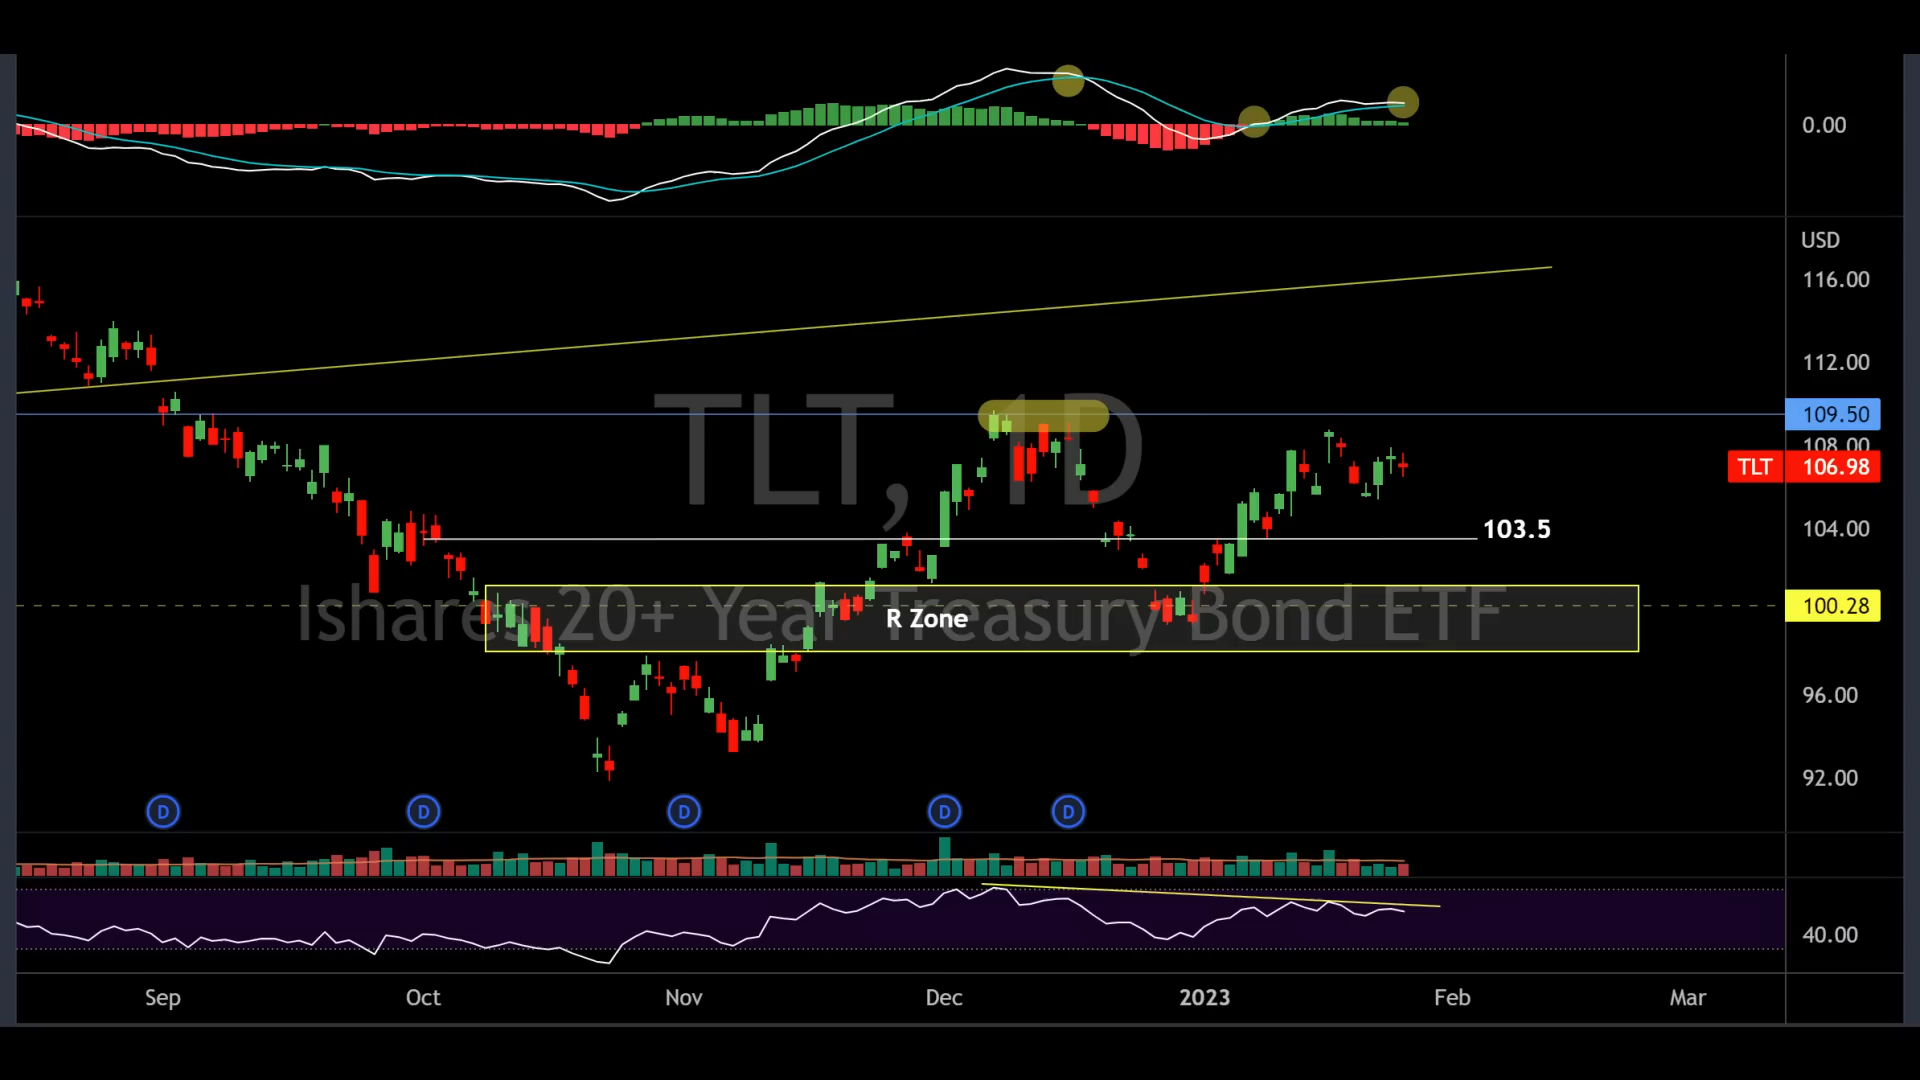 0.00
USD
116.00
112.00
TLT, 1D
109.50
108.00
TLT 106.98
103.5
104.00
Ishares 20+ Year Treasury Bond ETF
R Zone
100.28
96.00
92.00
D D D D D
40.00
Sep Oct Nov Dec 2023 Feb Mar